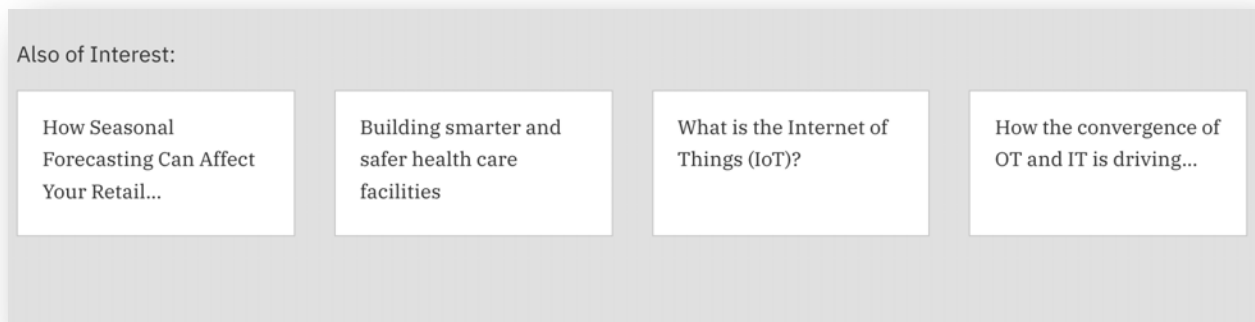 Also of Interest:
How Seasonal
Forecasting Can Affect
Your Retail...
Building smarter and
safer health care
facilities
What is the Internet of
Things (IoT)?
How the convergence of
OT and IT is driving...